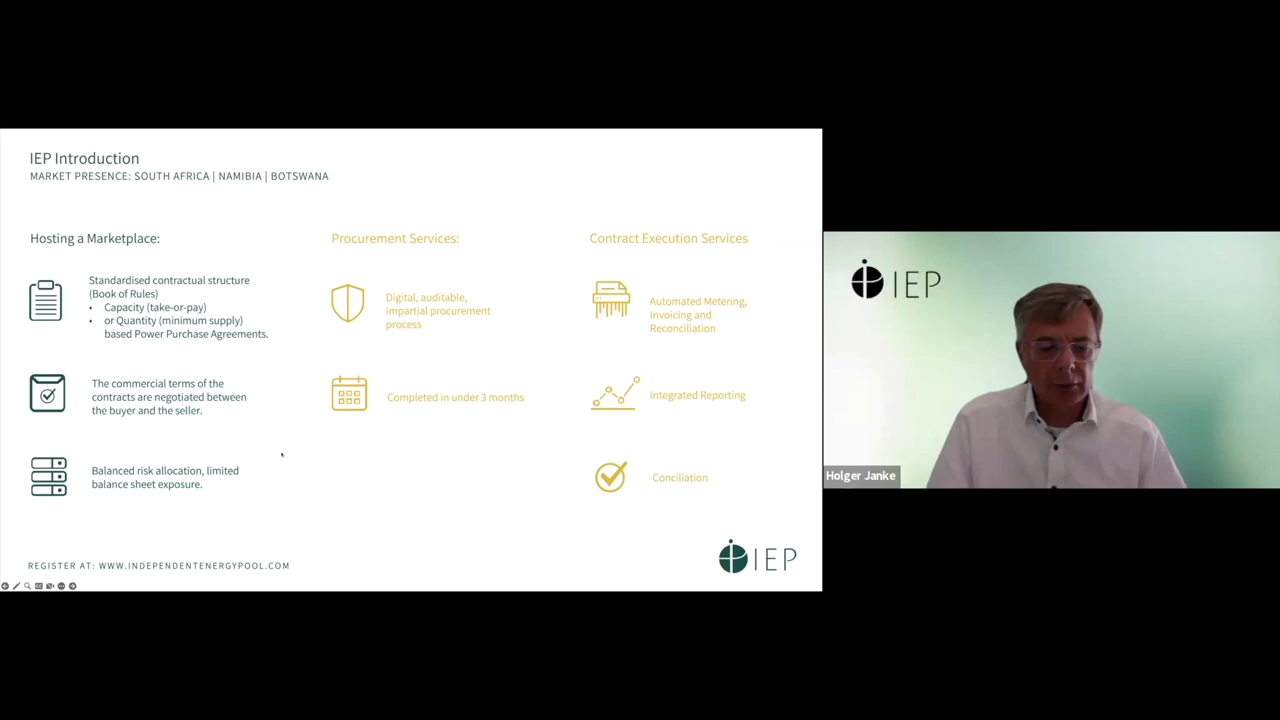 IEP Introduction
MARKET PRESENCE: SOUTH AFRICA | NAMIBIA | BOTSWANA
Hosting a Marketplace:
Standardised contractual structure
(Book of Rules)
• Capacity (take-or-pay)
• or Quantity (minimum supply)
based Power Purchase Agreements.
The commercial terms of the
contracts are negotiated between
the buyer and the seller.
Balanced risk allocation, limited
balance sheet exposure.
Procurement Services:
Digital, auditable,
impartial procurement
process
Completed in under 3 months
Contract Execution Services
Automated Metering,
Invoicing and
Reconciliation
Integrated Reporting
Conciliation
REGISTER AT: WWW.INDEPENDENTENERGYPOOL.COM
IEP
IEP
Holger Janke